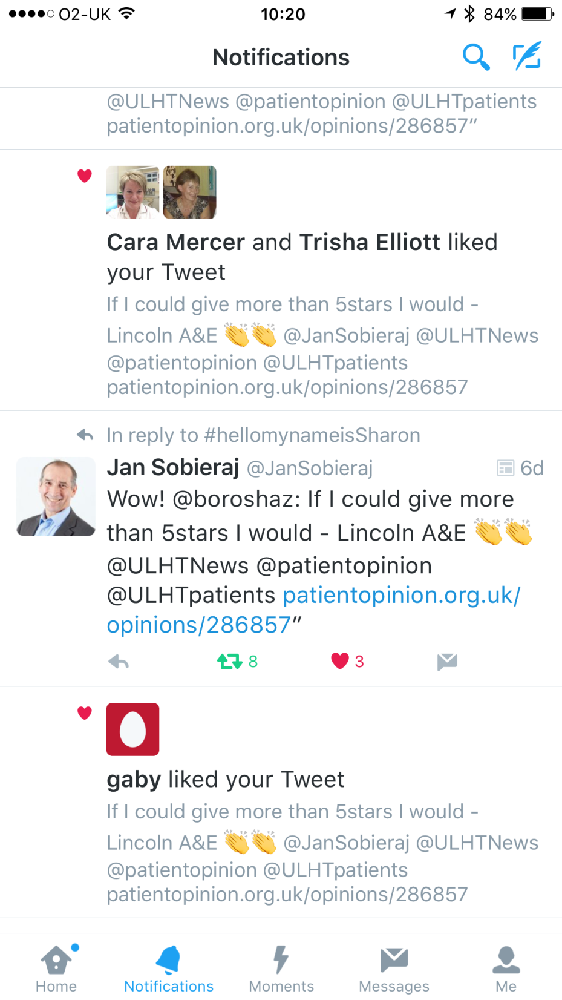 O2-UK 10:20 84%
Notifications
@ULHTNews @patientopinion @ULHTpatients
patientopinion.org.uk/opinions/286857”
Cara Mercer and Trisha Elliott liked
your Tweet
If I could give more than 5stars I would -
Lincoln A&E 👏👏 @JanSobieraj @ULHTNews
@patientopinion @ULHTpatients
patientopinion.org.uk/opinions/286857
In reply to #hellomynameisSharon
Jan Sobieraj @JanSobieraj 6d
Wow! @boroshaz: If I could give more
than 5stars I would - Lincoln A&E 👏👏
@ULHTNews @patientopinion
@ULHTpatients patientopinion.org.uk/
opinions/286857”
8 3
gaby liked your Tweet
If I could give more than 5stars I would -
Lincoln A&E 👏👏 @JanSobieraj @ULHTNews
@patientopinion @ULHTpatients
patientopinion.org.uk/opinions/286857
Home Notifications Moments Messages Me